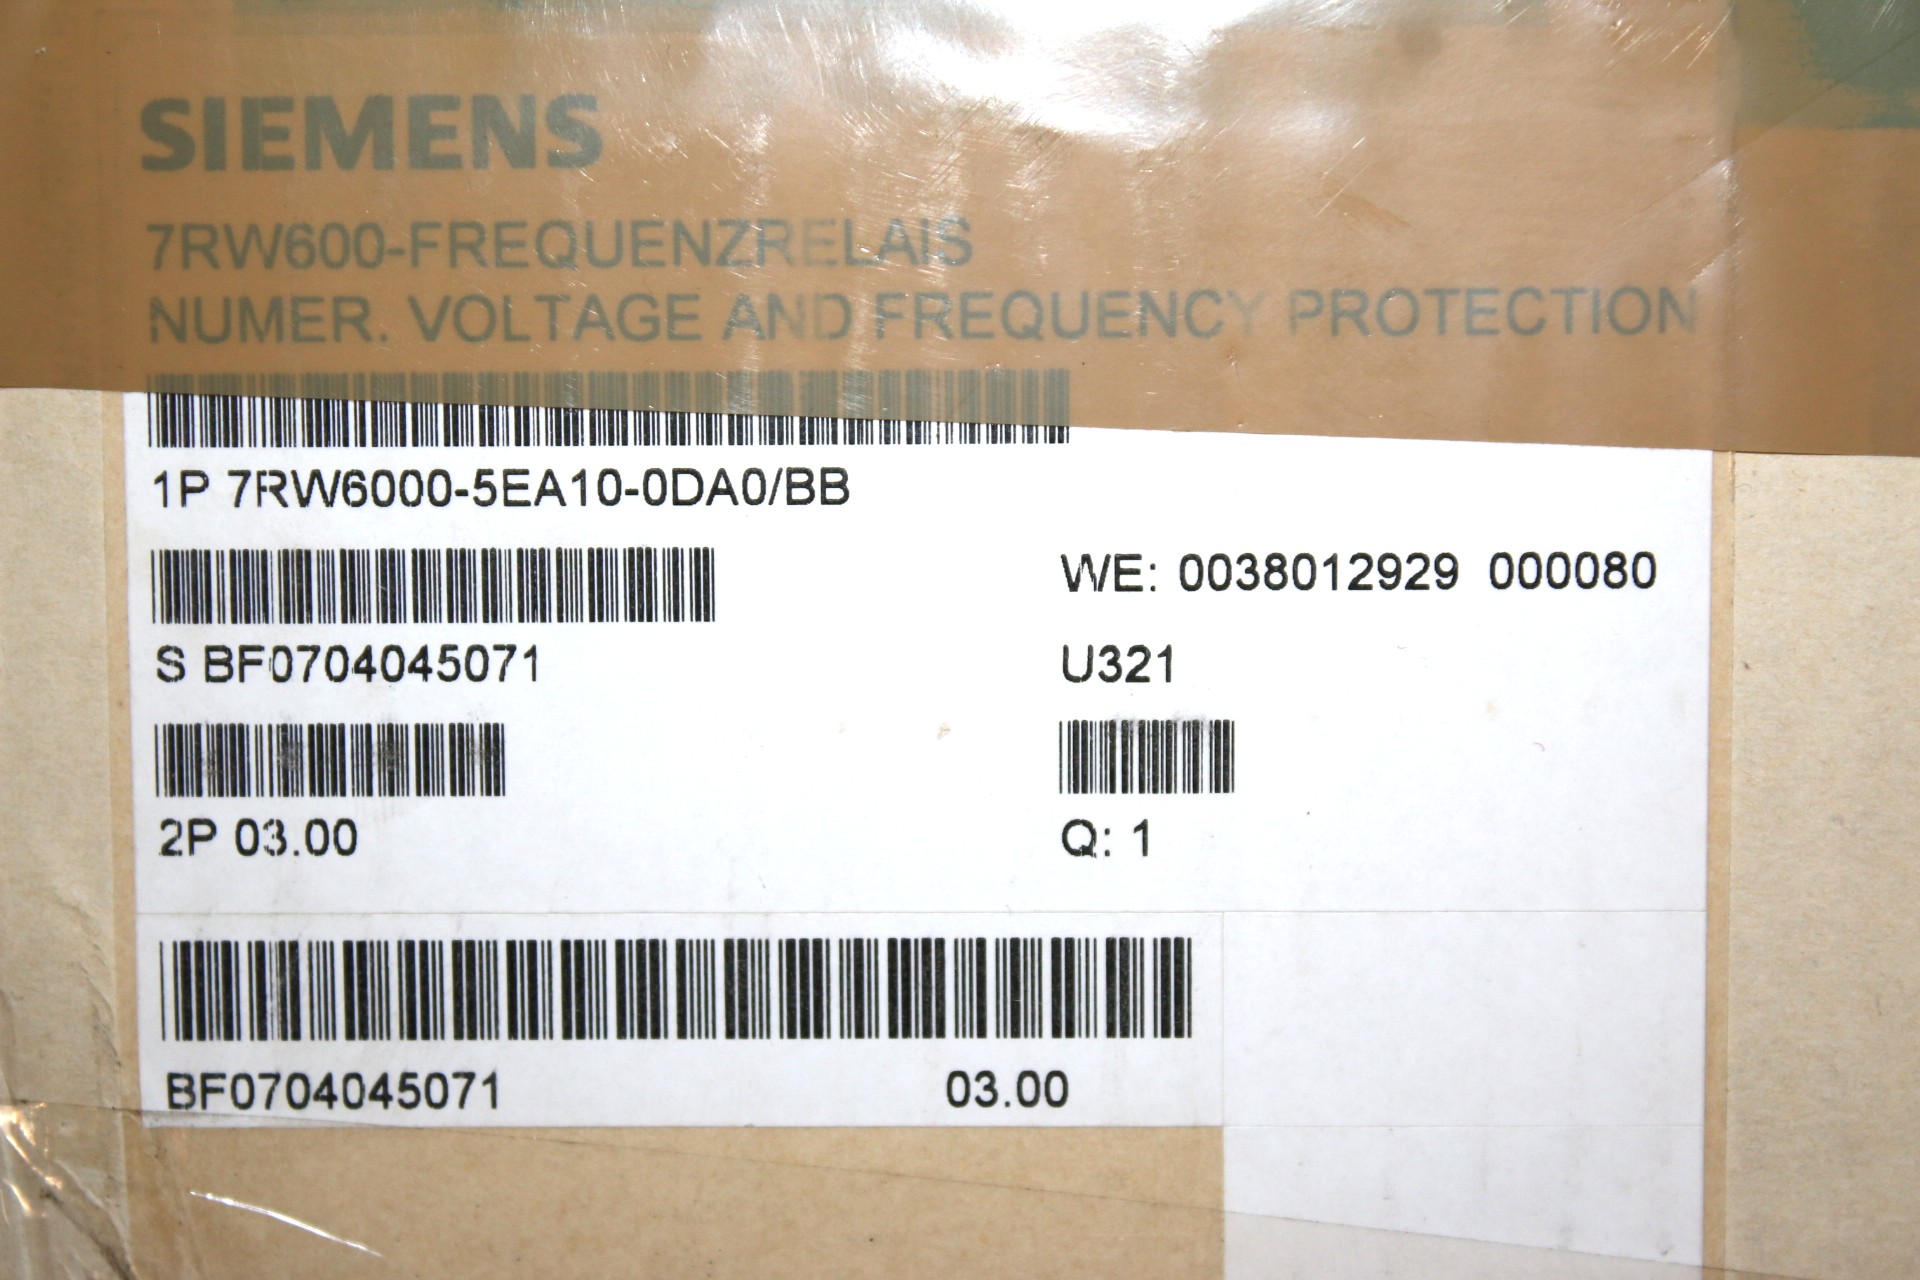 SIEMENS
7RW600-FREQUENZRELAIS
NUMER. VOLTAGE AND FREQUENCY PROTECTION
1P 7RW6000-5EA10-0DA0/BB
WE: 0038012929 000080
S BF0704045071
U321
2P 03.00
Q: 1
BF0704045071
03.00